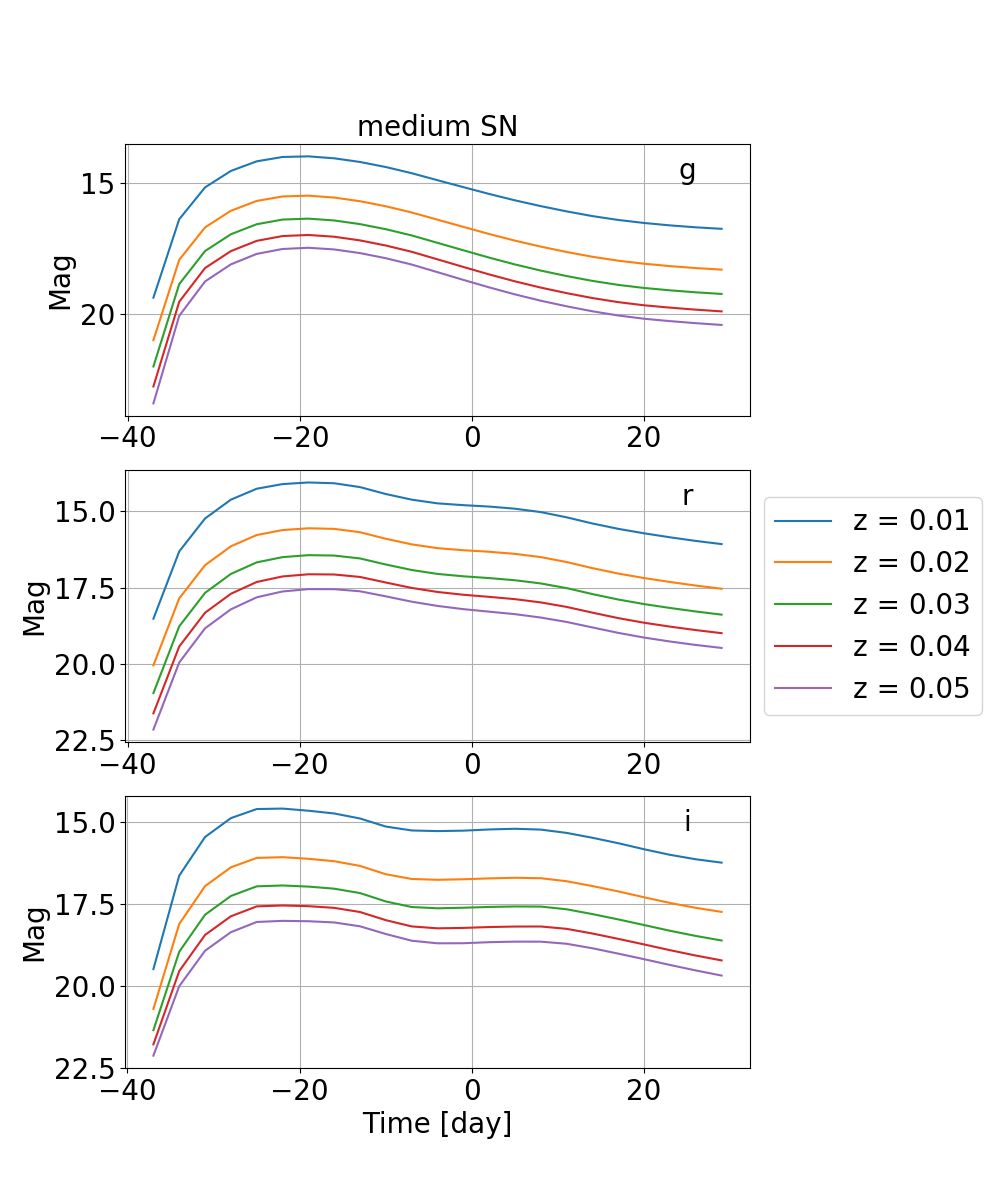 medium SN
g
15
20
Mag
−40 −20 0 20
r
15.0
17.5
20.0
22.5
Mag
−40 −20 0 20
z = 0.01
z = 0.02
z = 0.03
z = 0.04
z = 0.05
i
15.0
17.5
20.0
22.5
Mag
−40 −20 0 20
Time [day]